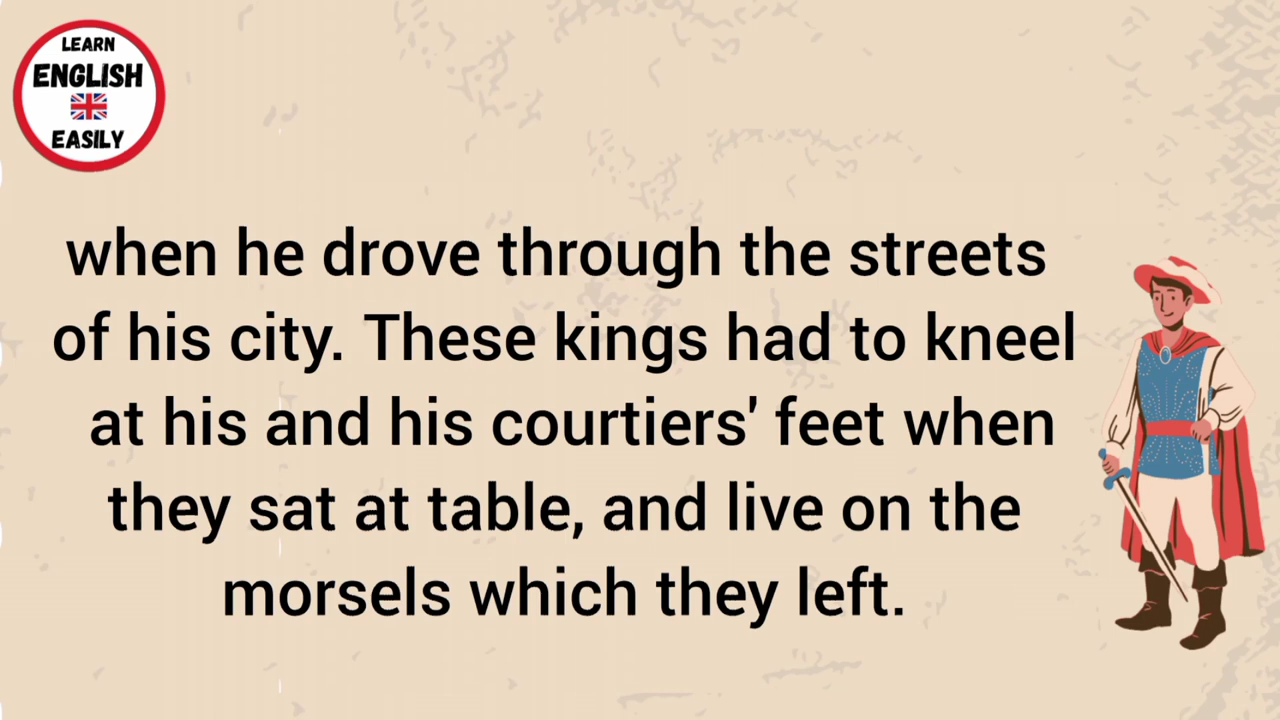 LEARN
ENGLISH
EASILY
when he drove through the streets
of his city. These kings had to kneel
at his and his courtiers' feet when
they sat at table, and live on the
morsels which they left.